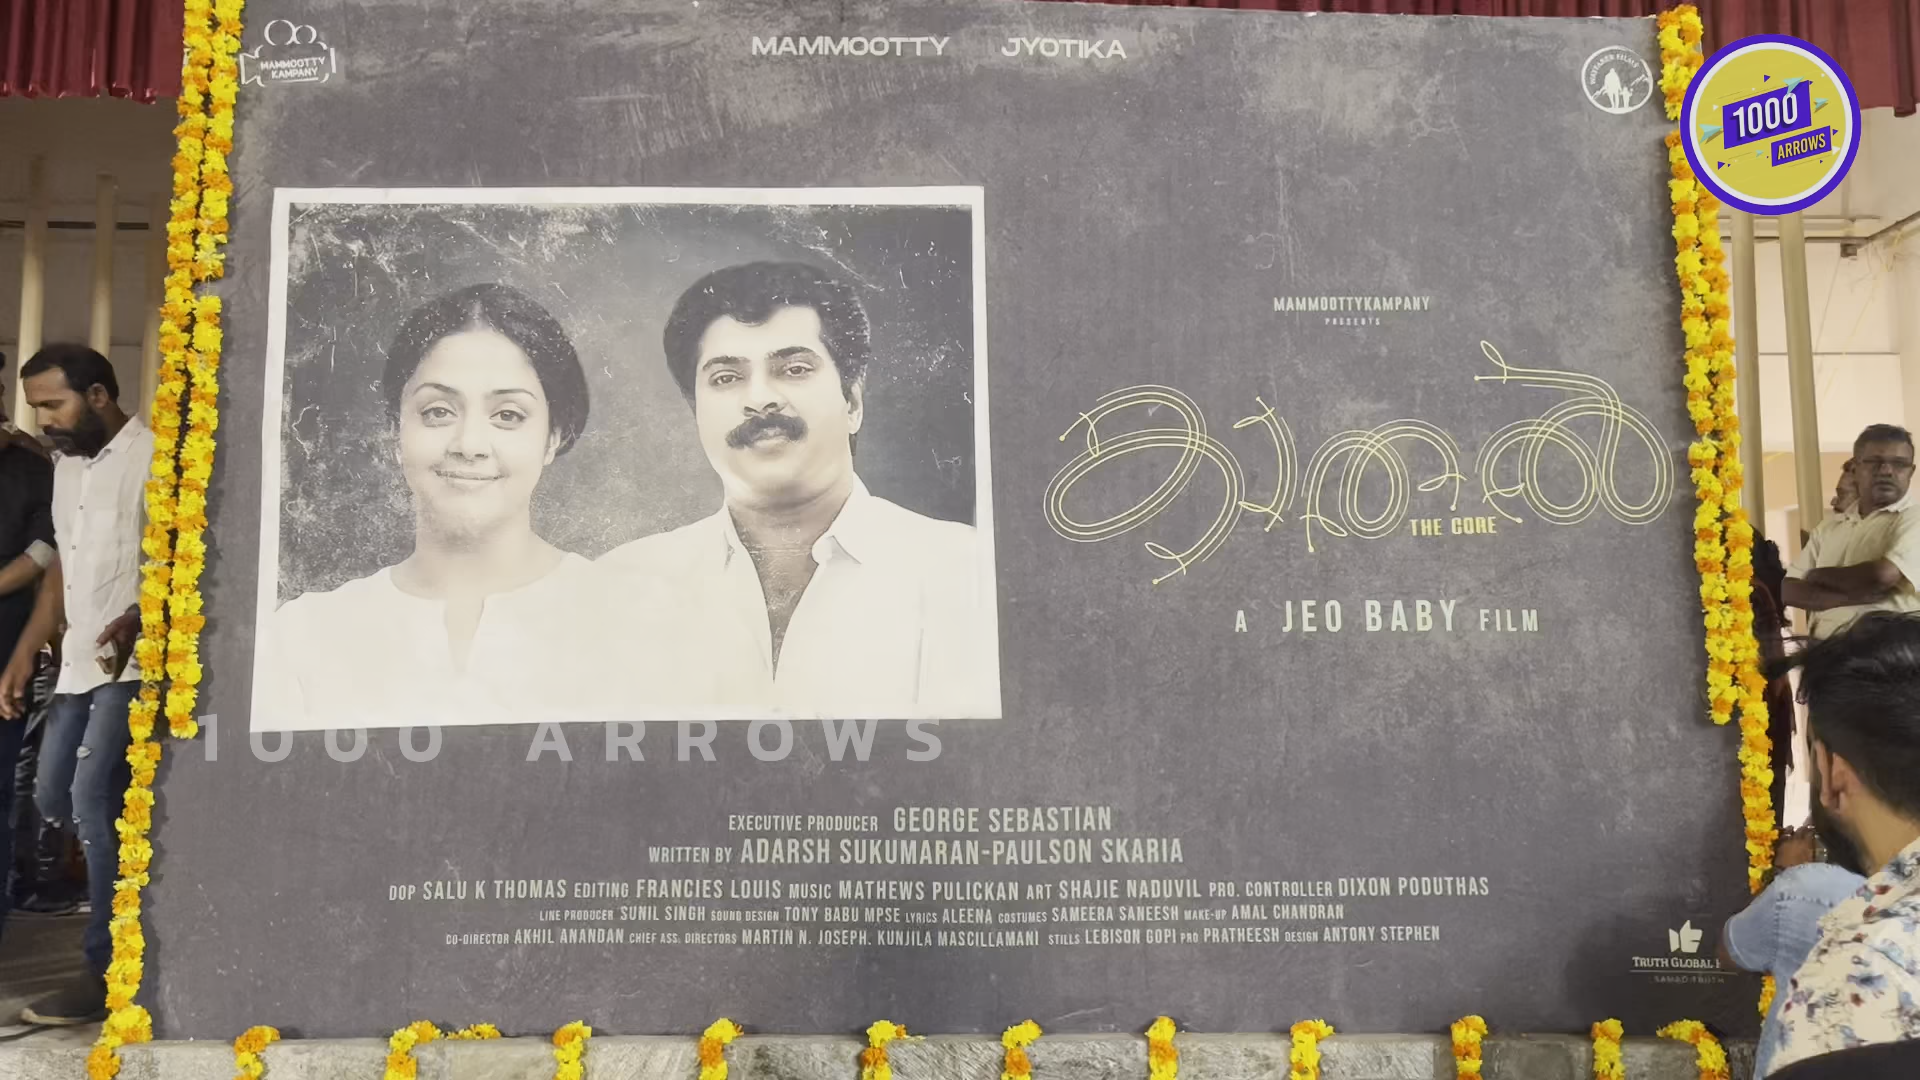 MAMMOOTTY KAMPANY
MAMMOOTTY JYOTIKA
WAYFARER FILMS
1000
ARROWS
MAMMOOTTYKAMPANY
PRESENTS
കാതൽ
THE CORE
A JEO BABY FILM
1000 ARROWS
EXECUTIVE PRODUCER GEORGE SEBASTIAN
WRITTEN BY ADARSH SUKUMARAN-PAULSON SKARIA
DOP SALU K THOMAS EDITING FRANCIES LOUIS MUSIC MATHEWS PULICKAN ART SHAJIE NADUVIL PRO. CONTROLLER DIXON PODUTHAS
LINE PRODUCER SUNIL SINGH SOUND DESIGN TONY BABU MPSE LYRICS ALEENA COSTUMES SAMEERA SANEESH MAKE-UP AMAL CHANDRAN
CO-DIRECTOR AKHIL ANANDAN CHIEF ASS. DIRECTORS MARTIN N. JOSEPH. KUNJILA MASCILLAMANI STILLS LEBISON GOPI PRO PRATHEESH DESIGN ANTONY STEPHEN
TRUTH GLOBAL
SAMAD TRUTH